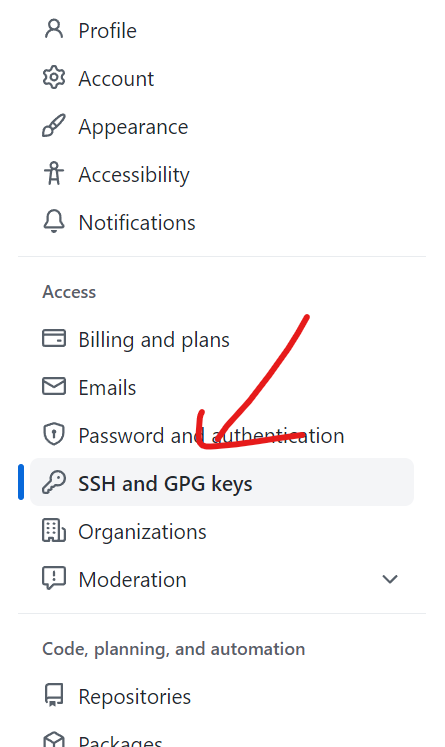 Profile
Account
Appearance
Accessibility
Notifications
Access
Billing and plans
Emails
Password and authentication
SSH and GPG keys
Organizations
Moderation
Code, planning, and automation
Repositories
Packages